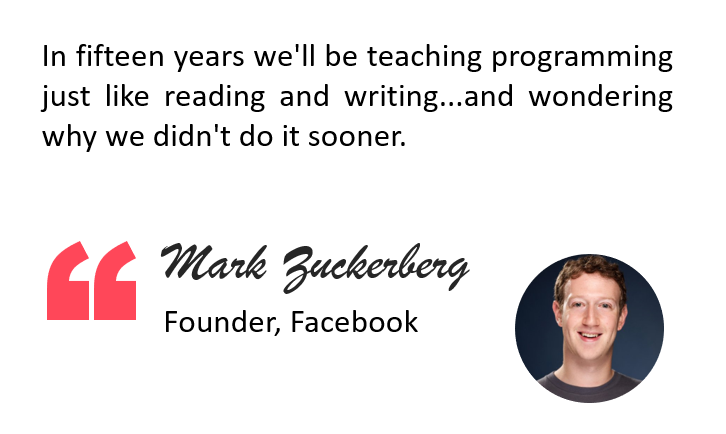 In fifteen years we'll be teaching programming
just like reading and writing...and wondering
why we didn't do it sooner.
Mark Zuckerberg
Founder, Facebook